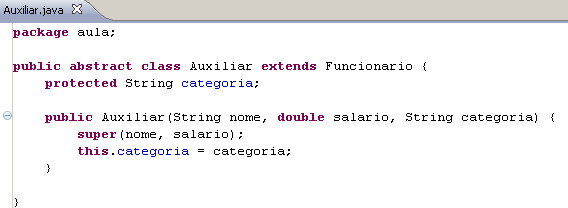 Auxiliar.java
package aula;
public abstract class Auxiliar extends Funcionario {
protected String categoria;
public Auxiliar(String nome, double salario, String categoria) {
super(nome, salario);
this.categoria = categoria;
}
}